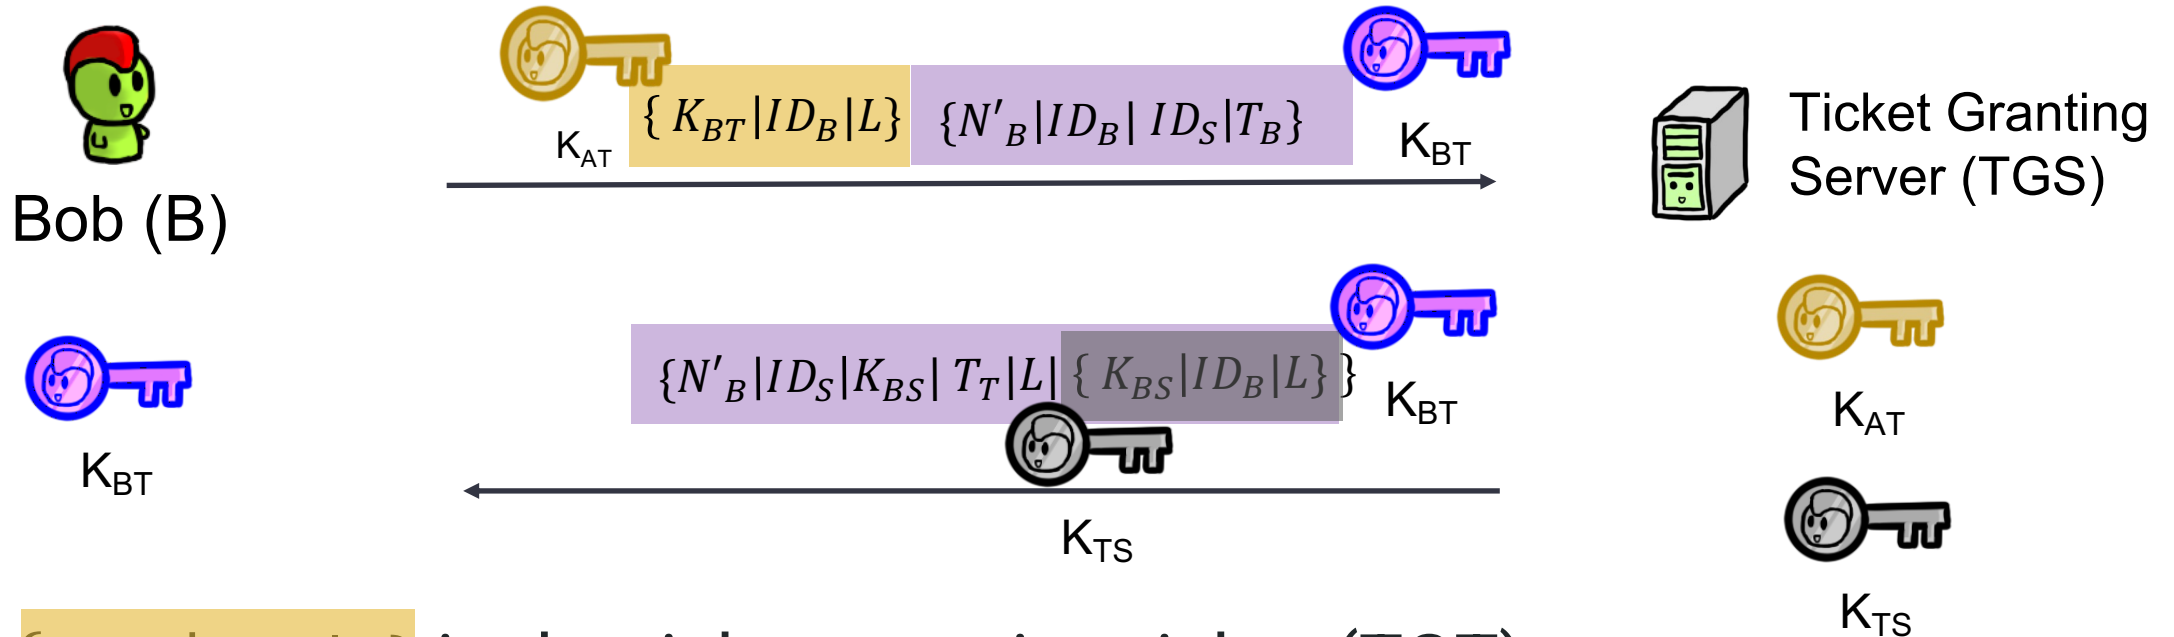 { K_BT|ID_B|L} {N'_B|ID_B| ID_S|T_B}
K_AT
K_BT
Ticket Granting
Server (TGS)
Bob (B)
{N'_B|ID_S|K_BS| T_T|L| { K_BS|ID_B|L} }
K_BT
K_AT
K_BT
K_TS
K_TS
(TGT)